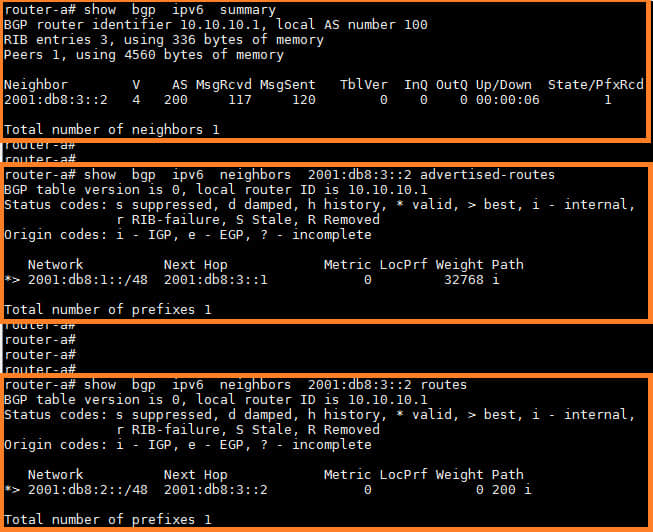 router-a# show  bgp  ipv6  summary
BGP router identifier 10.10.10.1, local AS number 100
RIB entries 3, using 336 bytes of memory
Peers 1, using 4560 bytes of memory
Neighbor        V    AS MsgRcvd MsgSent   TblVer  InQ OutQ Up/Down  State/PfxRcd
2001:db8:3::2   4   200     117     120        0    0    0 00:00:06        1
Total number of neighbors 1
router-a#
router-a#
router-a# show  bgp  ipv6  neighbors  2001:db8:3::2 advertised-routes
BGP table version is 0, local router ID is 10.10.10.1
Status codes: s suppressed, d damped, h history, * valid, > best, i - internal,
              r RIB-failure, S Stale, R Removed
Origin codes: i - IGP, e - EGP, ? - incomplete
   Network          Next Hop            Metric LocPrf Weight Path
*> 2001:db8:1::/48  2001:db8:3::1            0         32768 i
Total number of prefixes 1
router-a#
router-a#
router-a#
router-a#
router-a# show  bgp  ipv6  neighbors  2001:db8:3::2 routes
BGP table version is 0, local router ID is 10.10.10.1
Status codes: s suppressed, d damped, h history, * valid, > best, i - internal,
              r RIB-failure, S Stale, R Removed
Origin codes: i - IGP, e - EGP, ? - incomplete
   Network          Next Hop            Metric LocPrf Weight Path
*> 2001:db8:2::/48  2001:db8:3::2            0             0 200 i
Total number of prefixes 1